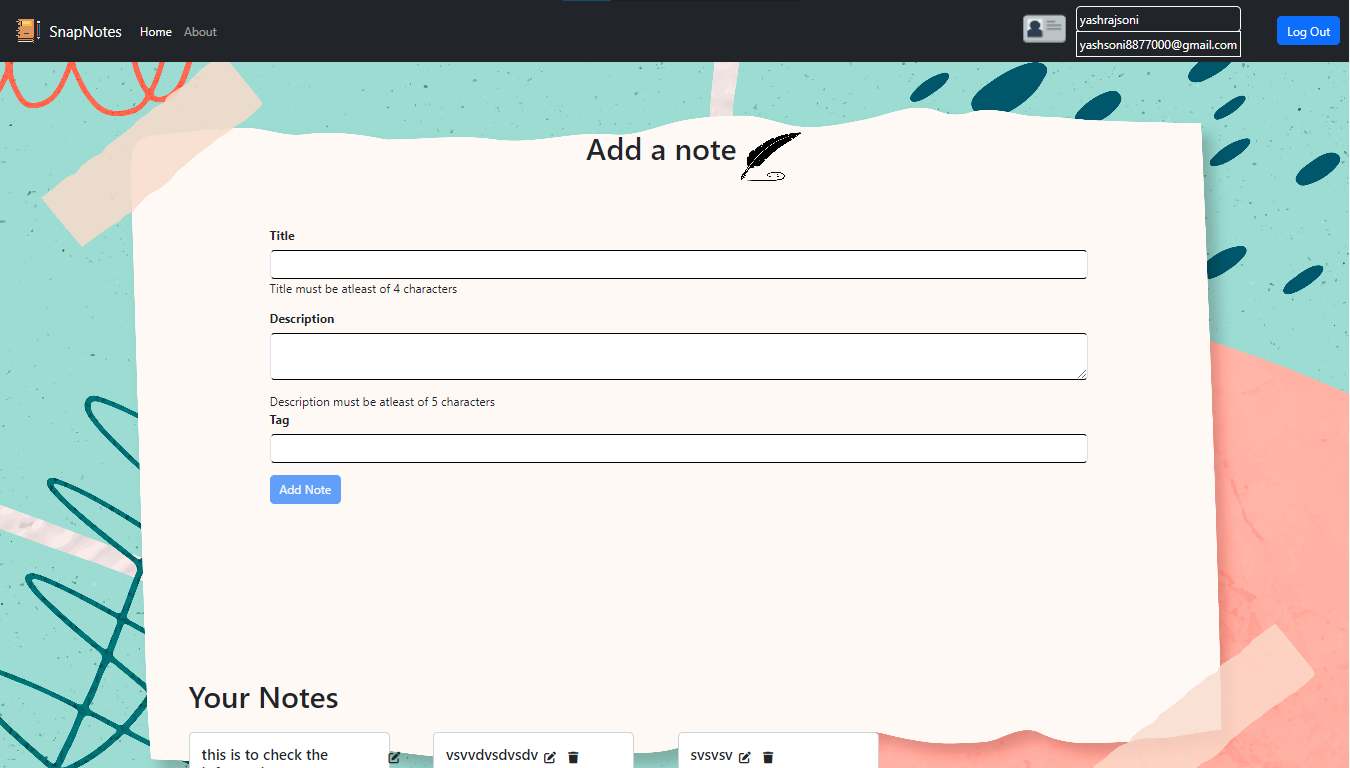 SnapNotes Home About
yashrajsoni
yashsoni8877000@gmail.com
Log Out
Add a note
Title
Title must be atleast of 4 characters
Description
Description must be atleast of 5 characters
Tag
Add Note
Your Notes
this is to check the
vsvvdvsdvsdv
svsvsv